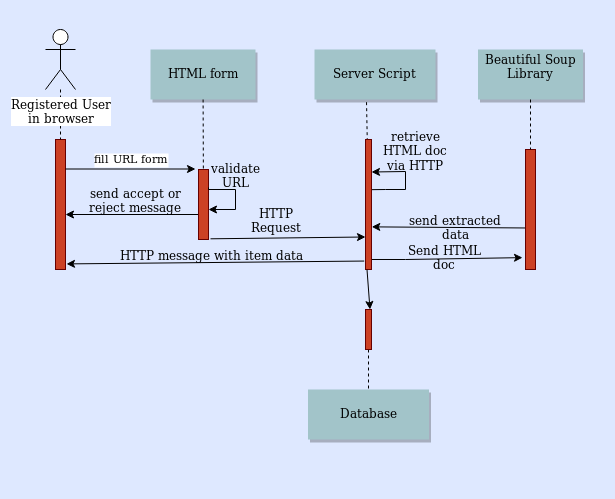 Registered User
in browser
HTML form
Server Script
Beautiful Soup
Library
fill URL form
validate
URL
send accept or
reject message
retrieve
HTML doc
via HTTP
HTTP
Request
send extracted
data
Send HTML
doc
HTTP message with item data
Database